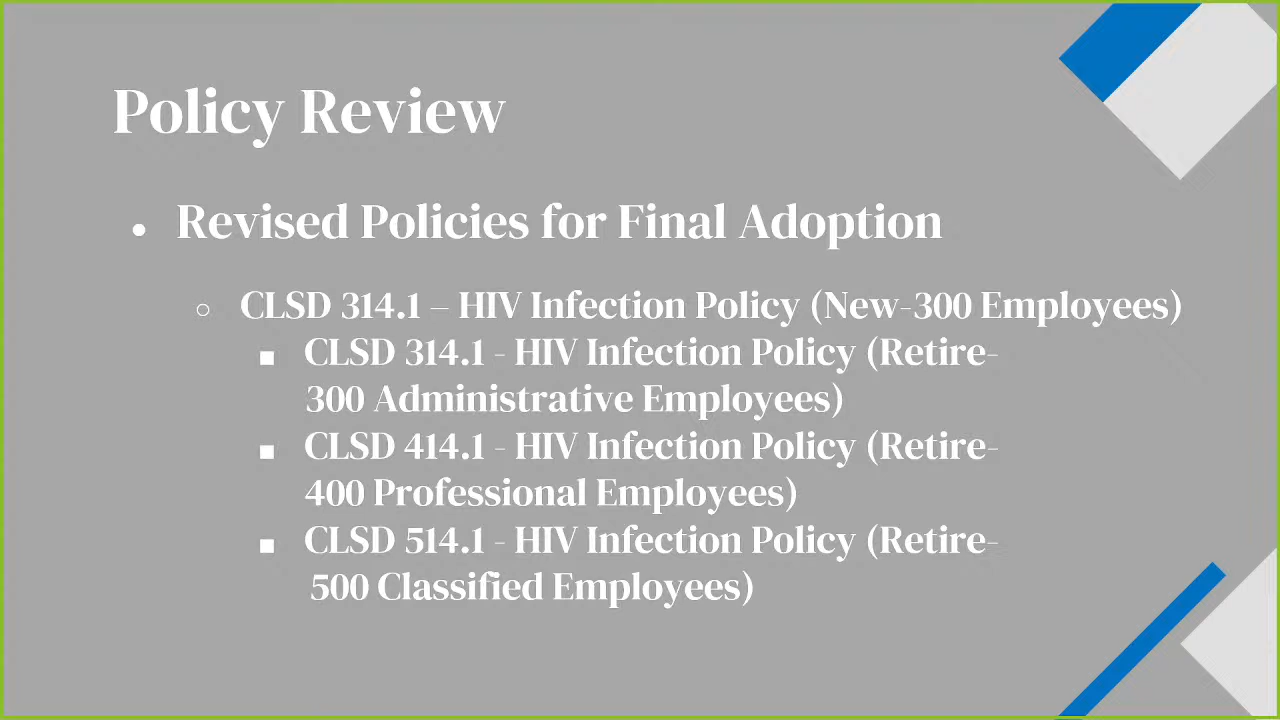 Policy Review
● Revised Policies for Final Adoption
○ CLSD 314.1 – HIV Infection Policy (New-300 Employees)
■ CLSD 314.1 - HIV Infection Policy (Retire-
300 Administrative Employees)
■ CLSD 414.1 - HIV Infection Policy (Retire-
400 Professional Employees)
■ CLSD 514.1 - HIV Infection Policy (Retire-
500 Classified Employees)